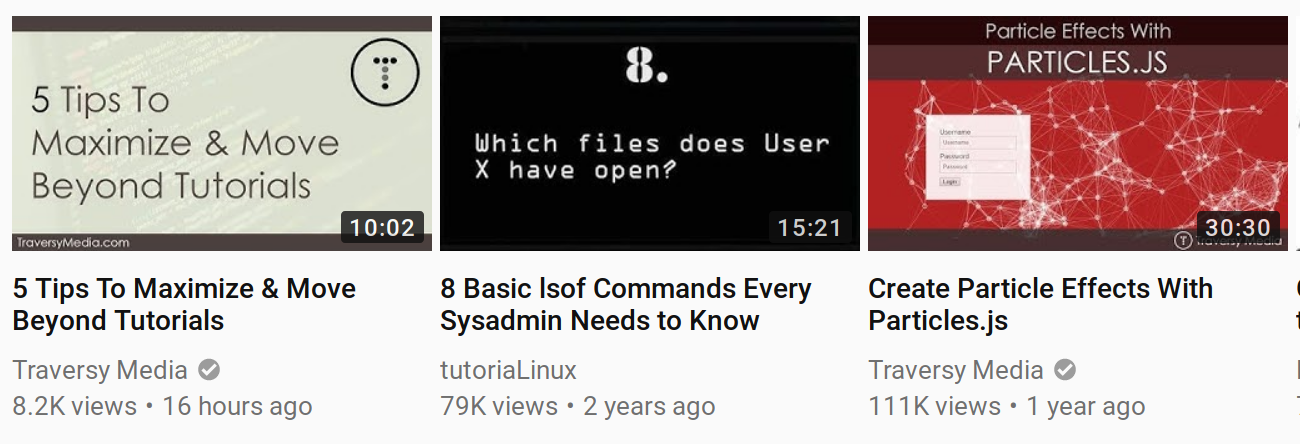 5 Tips To
Maximize & Move
Beyond Tutorials
10:02
TraversyMedia.com
8.
Which files does User
X have open?
15:21
Particle Effects With
PARTICLES.JS
Username
Username
Password
Password
Login
30:30
Traversy Media
5 Tips To Maximize & Move
Beyond Tutorials
Traversy Media
8.2K views • 16 hours ago
8 Basic lsof Commands Every
Sysadmin Needs to Know
tutoriaLinux
79K views • 2 years ago
Create Particle Effects With
Particles.js
Traversy Media
111K views • 1 year ago